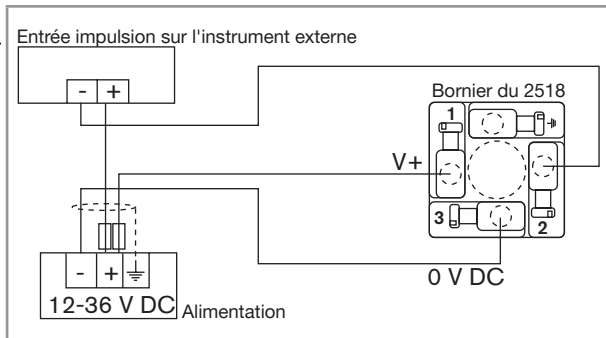 Entrée impulsion sur l'instrument externe
- +
Bornier du 2518
1
V+
3
2
0 V DC
- +
12-36 V DC
Alimentation